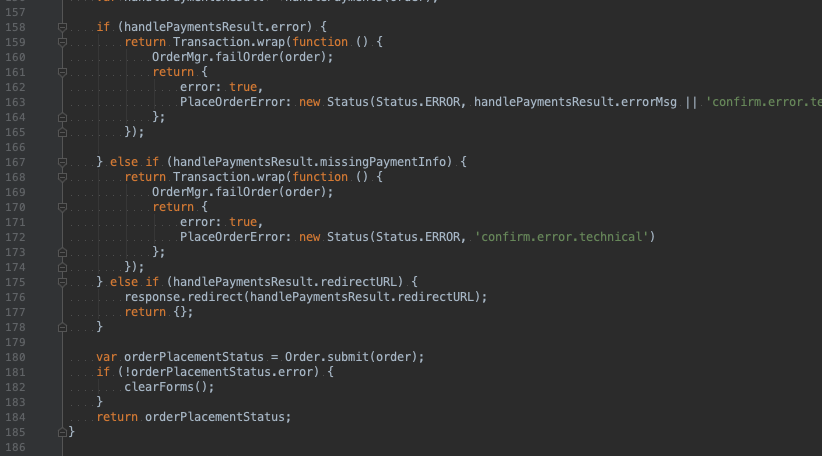 157
158 if (handlePaymentsResult.error) {
159 return Transaction.wrap(function () {
160 OrderMgr.failOrder(order);
161 return {
162 error: true,
163 PlaceOrderError: new Status(Status.ERROR, handlePaymentsResult.errorMsg || 'confirm.error.te
164 };
165 });
166
167 } else if (handlePaymentsResult.missingPaymentInfo) {
168 return Transaction.wrap(function () {
169 OrderMgr.failOrder(order);
170 return {
171 error: true,
172 PlaceOrderError: new Status(Status.ERROR, 'confirm.error.technical')
173 };
174 });
175 } else if (handlePaymentsResult.redirectURL) {
176 response.redirect(handlePaymentsResult.redirectURL);
177 return {};
178 }
179
180 var orderPlacementStatus = Order.submit(order);
181 if (!orderPlacementStatus.error) {
182 clearForms();
183 }
184 return orderPlacementStatus;
185 }
186